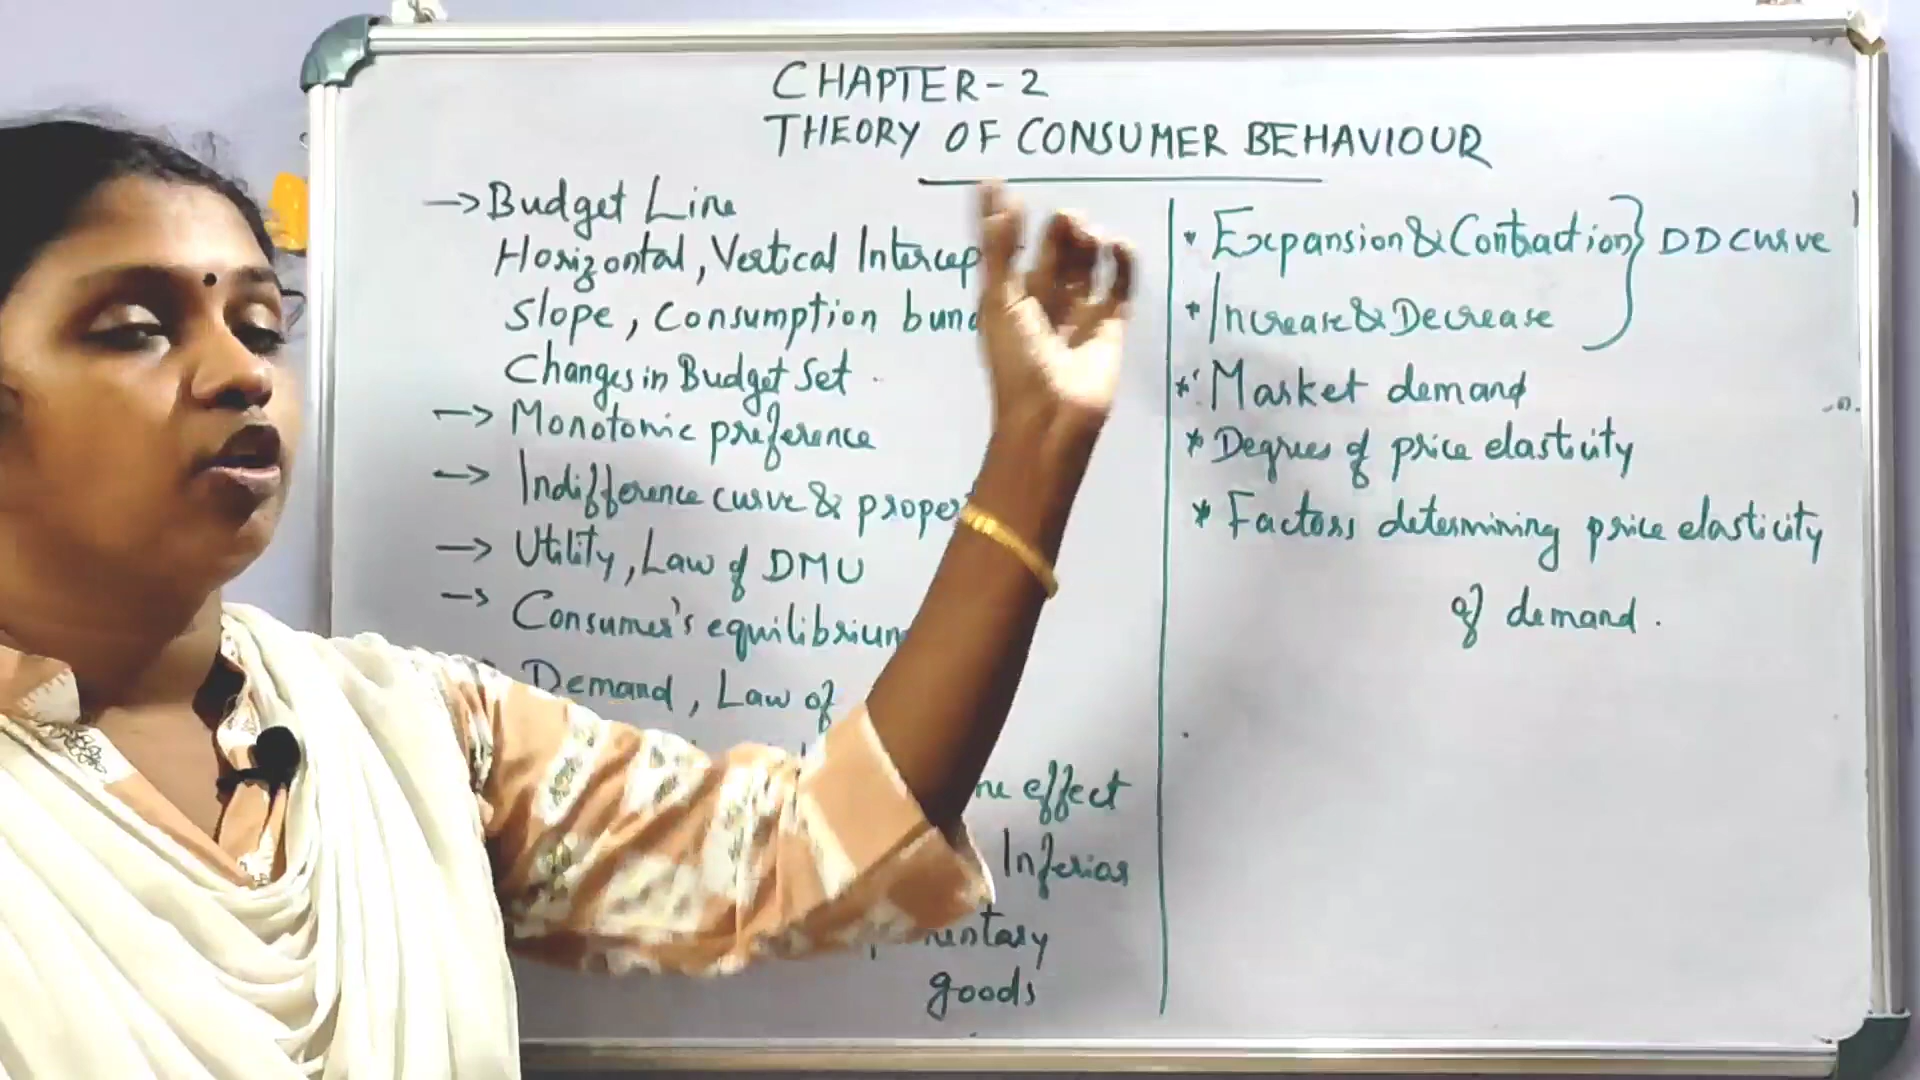 CHAPTER-2
THEORY OF CONSUMER BEHAVIOUR
→Budget Line
Horizontal, Vertical Intercep
Slope, Consumption bund
Changes in Budget Set
→ Monotomic preference
→ Indifference curve & propert
→ Utility, Law of DMU
→ Consumer's equilibrium
Demand, Law of
effect
Inferior
goods
* Expansion & Contraction} DD curve
* Increase & Decrease
* Market demand
* Degrees of price elasticity
* Factors determining price elasticity
of demand.